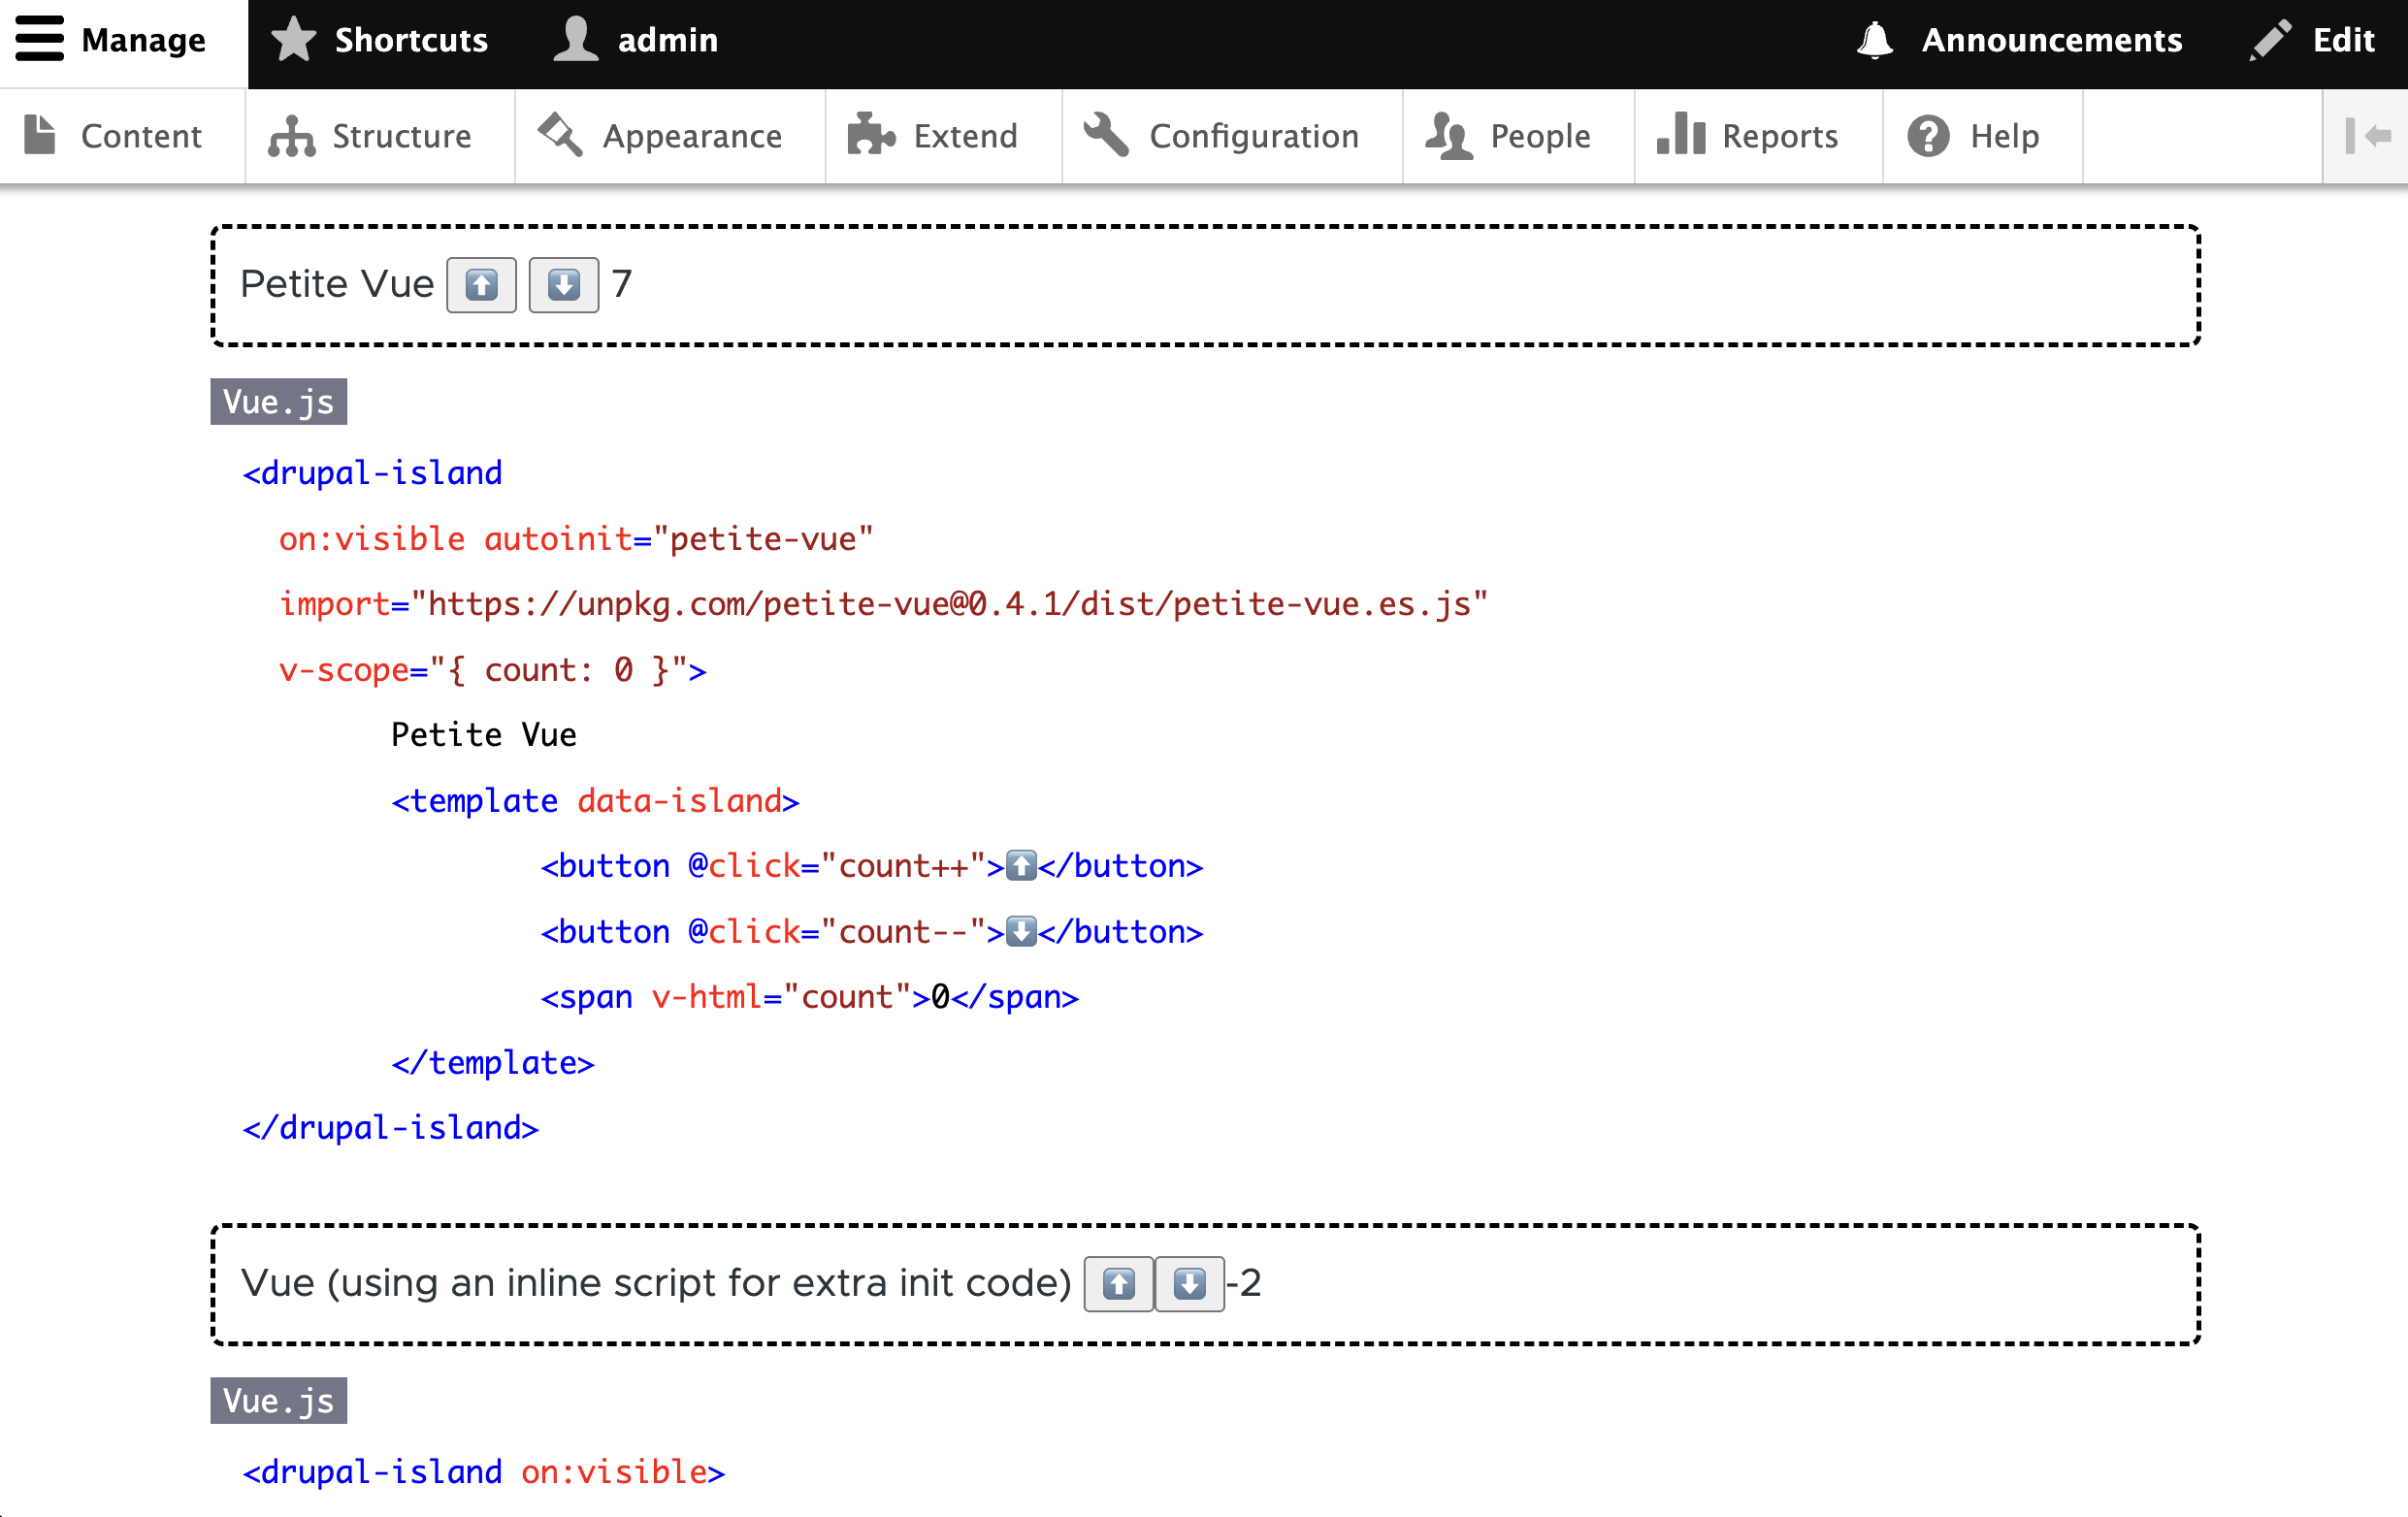 Manage Shortcuts admin Announcements Edit
Content Structure Appearance Extend Configuration People Reports Help
Petite Vue ⬆️ ⬇️ 7
Vue.js
<drupal-island
on:visible autoinit="petite-vue"
import="https://unpkg.com/petite-vue@0.4.1/dist/petite-vue.es.js"
v-scope="{ count: 0 }">
Petite Vue
<template data-island>
<button @click="count++">⬆️</button>
<button @click="count--">⬇️</button>
<span v-html="count">0</span>
</template>
</drupal-island>
Vue (using an inline script for extra init code) ⬆️ ⬇️-2
Vue.js
<drupal-island on:visible>